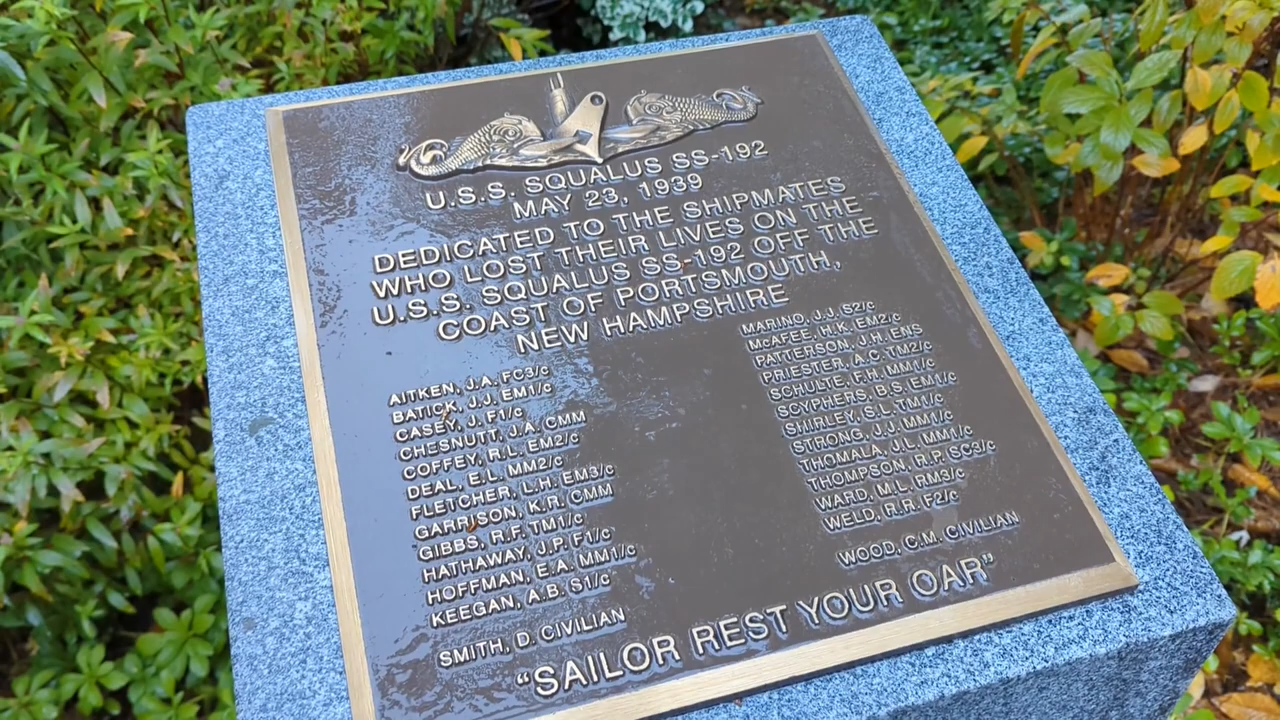 U.S.S. SQUALUS SS-192
MAY 23, 1939
DEDICATED TO THE SHIPMATES
WHO LOST THEIR LIVES ON THE
U.S.S. SQUALUS SS-192 OFF THE
COAST OF PORTSMOUTH,
NEW HAMPSHIRE
AITKEN, J.A. FC3/c
BATICK, J.J. EM1/c
CASEY, J. F1/c
CHESNUTT, J.A. CMM
COFFEY, R.L. EM2/c
DEAL, E.L. MM2/c
FLETCHER, L.H. EM3/c
GARRISON, K.R. CMM
GIBBS, R.F. TM1/c
HATHAWAY, J.P. F1/c
HOFFMAN, E.A. MM1/c
KEEGAN, A.B. S1/c
SMITH, D. CIVILIAN
MARINO, J.J. S2/c
McAFEE, H.K. EM2/c
PATTERSON, J.H. ENS
PRIESTER, A.C. TM2/c
SCHULTE, P.H. MM1/c
SCYPHERS, B.S. EM1/c
SHIRLEY, S.L. TM1/c
STRONG, J.J. MM1/c
THOMALA, J.L. MM1/c
THOMPSON, R.P. SC3/c
WARD, M.L. RM3/c
WELD, R.R. F2/c
WOOD, C.M. CIVILIAN
“SAILOR REST YOUR OAR”